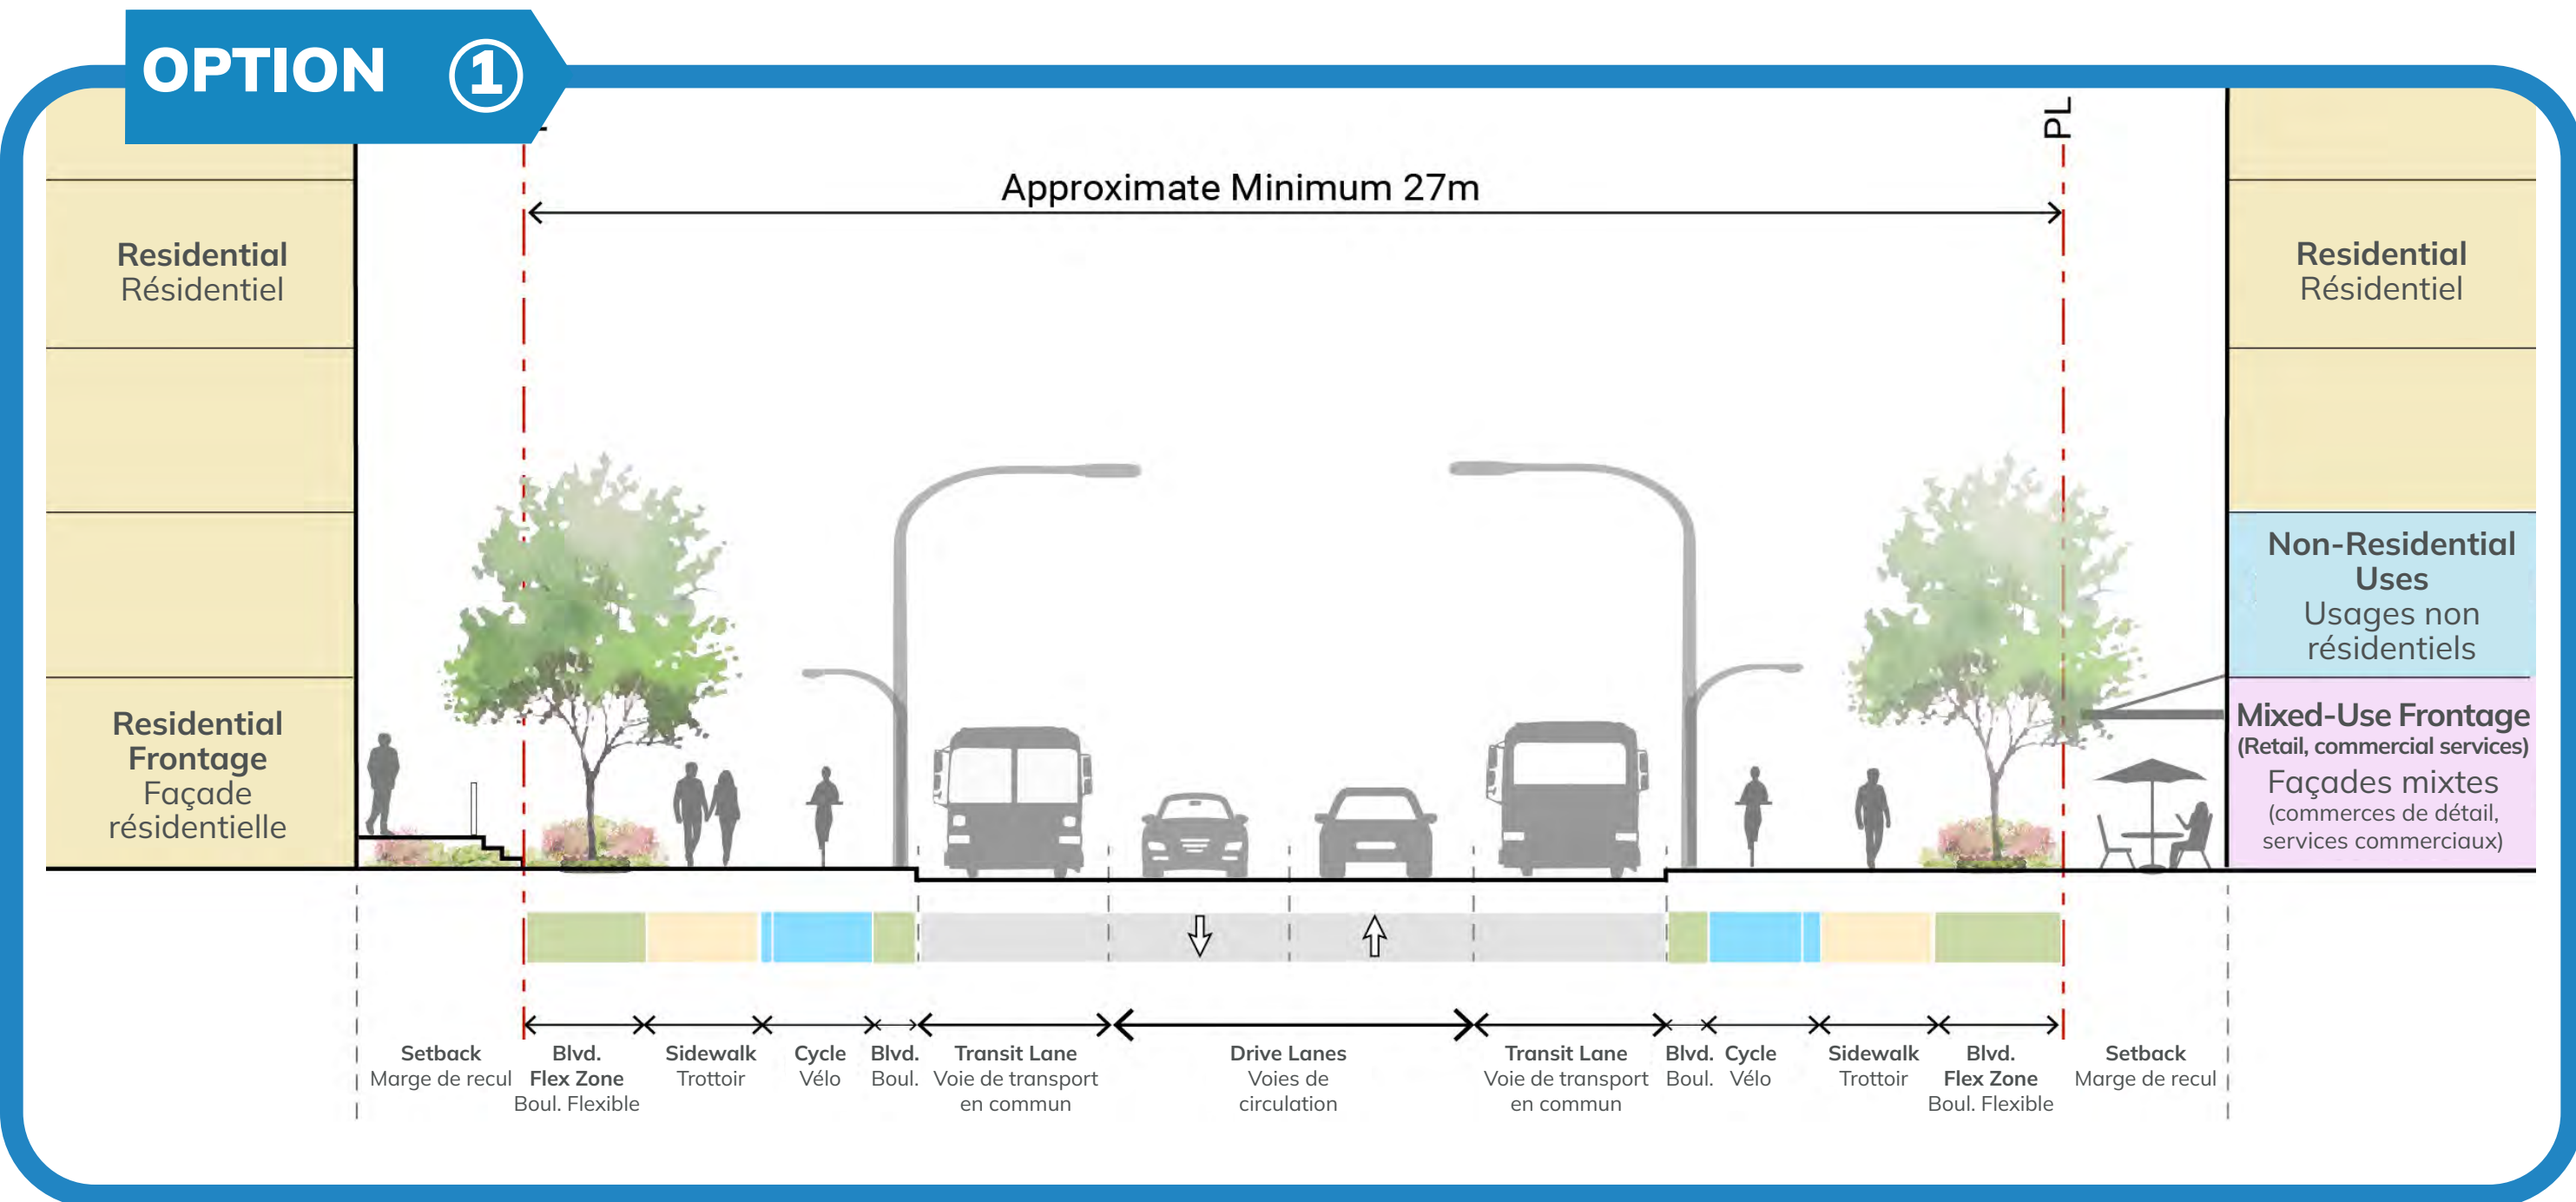 OPTION ①
PL
Approximate Minimum 27m
Residential
Résidentiel
Residential
Résidentiel
Non-Residential
Uses
Usages non
résidentiels
Residential
Frontage
Façade
résidentielle
Mixed-Use Frontage
(Retail, commercial services)
Façades mixtes
(commerces de détail,
services commerciaux)
Setback
Marge de recul
Blvd.
Flex Zone
Boul. Flexible
Sidewalk
Trottoir
Cycle
Vélo
Blvd.
Boul.
Transit Lane
Voie de transport
en commun
Drive Lanes
Voies de
circulation
Transit Lane
Voie de transport
en commun
Blvd.
Boul.
Cycle
Vélo
Sidewalk
Trottoir
Blvd.
Flex Zone
Boul. Flexible
Setback
Marge de recul